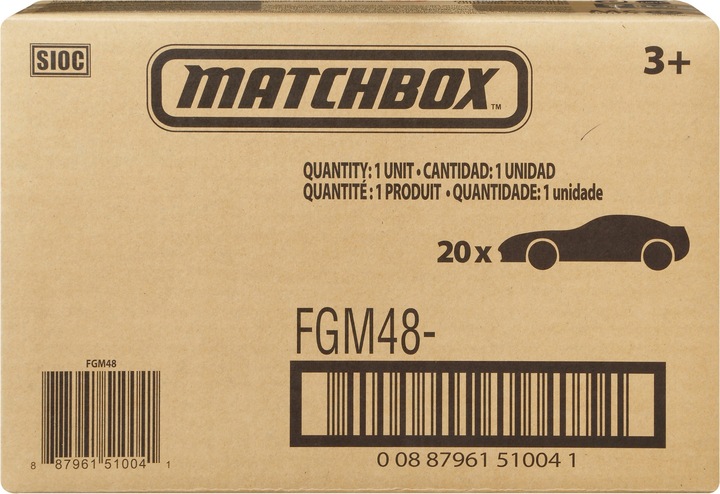 SIOC
MATCHBOX™
3+
QUANTITY: 1 UNIT • CANTIDAD: 1 UNIDAD
QUANTITÉ : 1 PRODUIT • QUANTIDADE: 1 unidade
20 x
FGM48-
0 08 87961 51004 1
FGM48
8 87961 51004 1